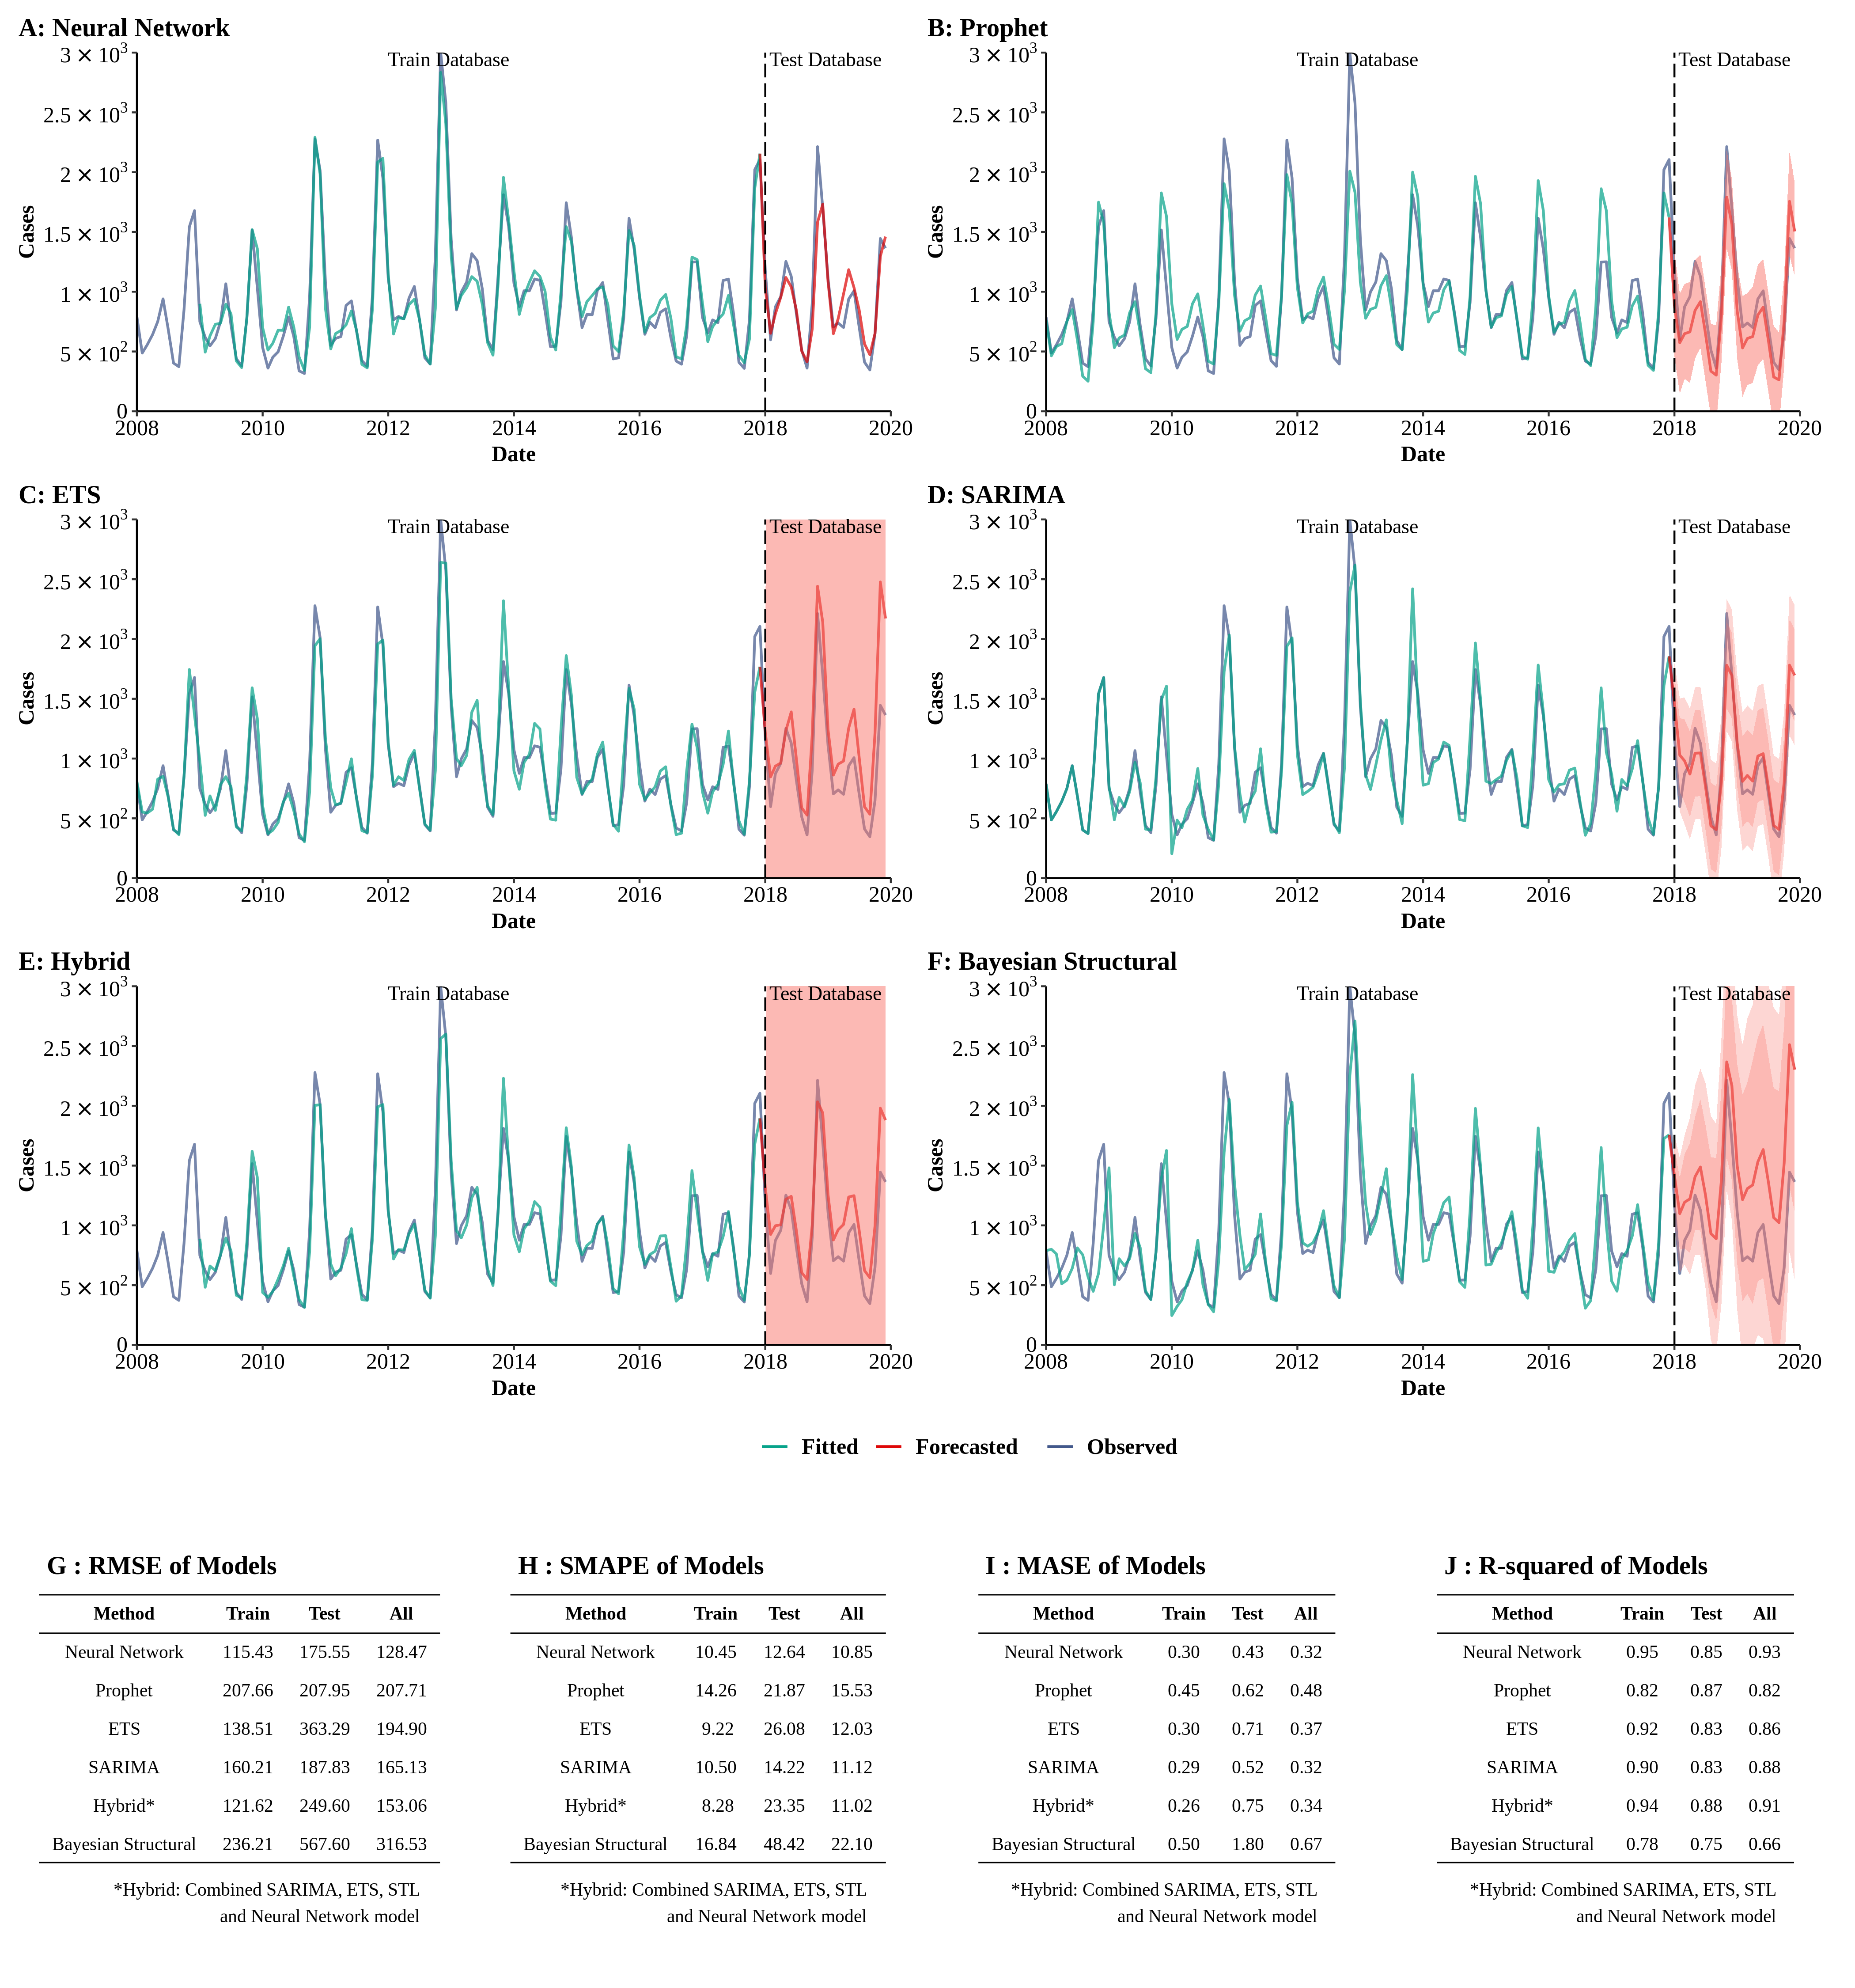 A: Neural Network
Train Database
Test Database
3 × 10³
2.5 × 10³
2 × 10³
1.5 × 10³
1 × 10³
5 × 10²
0
Cases
2008 2010 2012 2014 2016 2018 2020
Date
B: Prophet
Train Database
Test Database
3 × 10³
2.5 × 10³
2 × 10³
1.5 × 10³
1 × 10³
5 × 10²
0
Cases
2008 2010 2012 2014 2016 2018 2020
Date
C: ETS
Train Database
Test Database
3 × 10³
2.5 × 10³
2 × 10³
1.5 × 10³
1 × 10³
5 × 10²
0
Cases
2008 2010 2012 2014 2016 2018 2020
Date
D: SARIMA
Train Database
Test Database
3 × 10³
2.5 × 10³
2 × 10³
1.5 × 10³
1 × 10³
5 × 10²
0
Cases
2008 2010 2012 2014 2016 2018 2020
Date
E: Hybrid
Train Database
Test Database
3 × 10³
2.5 × 10³
2 × 10³
1.5 × 10³
1 × 10³
5 × 10²
0
Cases
2008 2010 2012 2014 2016 2018 2020
Date
F: Bayesian Structural
Train Database
Test Database
3 × 10³
2.5 × 10³
2 × 10³
1.5 × 10³
1 × 10³
5 × 10²
0
Cases
2008 2010 2012 2014 2016 2018 2020
Date
Fitted Forecasted Observed
G : RMSE of Models
Method Train Test All
Neural Network 115.43 175.55 128.47
Prophet 207.66 207.95 207.71
ETS 138.51 363.29 194.90
SARIMA 160.21 187.83 165.13
Hybrid* 121.62 249.60 153.06
Bayesian Structural 236.21 567.60 316.53
*Hybrid: Combined SARIMA, ETS, STL
and Neural Network model
H : SMAPE of Models
Method Train Test All
Neural Network 10.45 12.64 10.85
Prophet 14.26 21.87 15.53
ETS 9.22 26.08 12.03
SARIMA 10.50 14.22 11.12
Hybrid* 8.28 23.35 11.02
Bayesian Structural 16.84 48.42 22.10
*Hybrid: Combined SARIMA, ETS, STL
and Neural Network model
I : MASE of Models
Method Train Test All
Neural Network 0.30 0.43 0.32
Prophet 0.45 0.62 0.48
ETS 0.30 0.71 0.37
SARIMA 0.29 0.52 0.32
Hybrid* 0.26 0.75 0.34
Bayesian Structural 0.50 1.80 0.67
*Hybrid: Combined SARIMA, ETS, STL
and Neural Network model
J : R-squared of Models
Method Train Test All
Neural Network 0.95 0.85 0.93
Prophet 0.82 0.87 0.82
ETS 0.92 0.83 0.86
SARIMA 0.90 0.83 0.88
Hybrid* 0.94 0.88 0.91
Bayesian Structural 0.78 0.75 0.66
*Hybrid: Combined SARIMA, ETS, STL
and Neural Network model